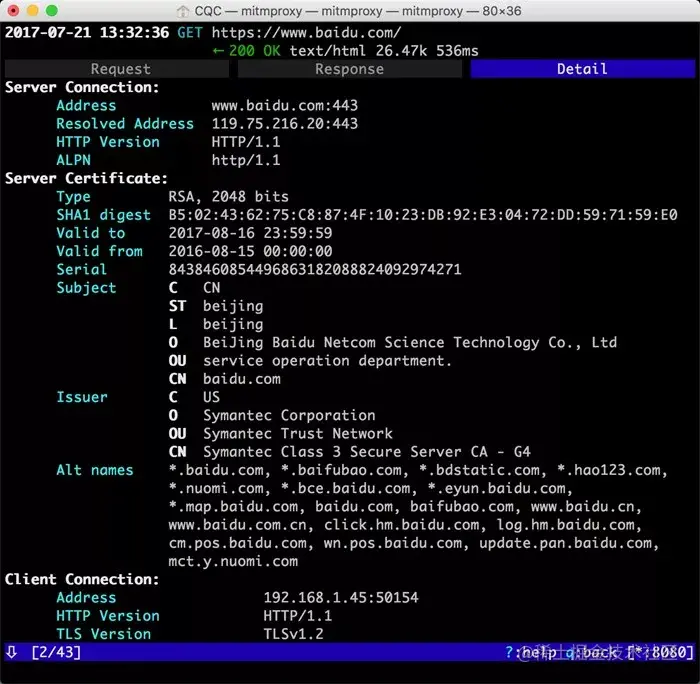 CQC — mitmproxy — mitmproxy — mitmproxy — 80×36
2017-07-21 13:32:36 GET https://www.baidu.com/
← 200 OK text/html 26.47k 536ms
Request Response Detail
Server Connection:
Address www.baidu.com:443
Resolved Address 119.75.216.20:443
HTTP Version HTTP/1.1
ALPN http/1.1
Server Certificate:
Type RSA, 2048 bits
SHA1 digest B5:02:43:62:75:C8:87:4F:10:23:DB:92:E3:04:72:DD:59:71:59:E0
Valid to 2017-08-16 23:59:59
Valid from 2016-08-15 00:00:00
Serial 84384608544968631820888240929742​71
Subject C CN
ST beijing
L beijing
O BeiJing Baidu Netcom Science Technology Co., Ltd
OU service operation department.
CN baidu.com
Issuer C US
O Symantec Corporation
OU Symantec Trust Network
CN Symantec Class 3 Secure Server CA - G4
Alt names *.baidu.com, *.baifubao.com, *.bdstatic.com, *.hao123.com,
*.nuomi.com, *.bce.baidu.com, *.eyun.baidu.com,
*.map.baidu.com, baidu.com, baifubao.com, www.baidu.cn,
www.baidu.com.cn, click.hm.baidu.com, log.hm.baidu.com,
cm.pos.baidu.com, wn.pos.baidu.com, update.pan.baidu.com,
mct.y.nuomi.com
Client Connection:
Address 192.168.1.45:50154
HTTP Version HTTP/1.1
TLS Version TLSv1.2
⇩ [2/43] ?:help q:back [*:8080]
@稀土掘金技术社区